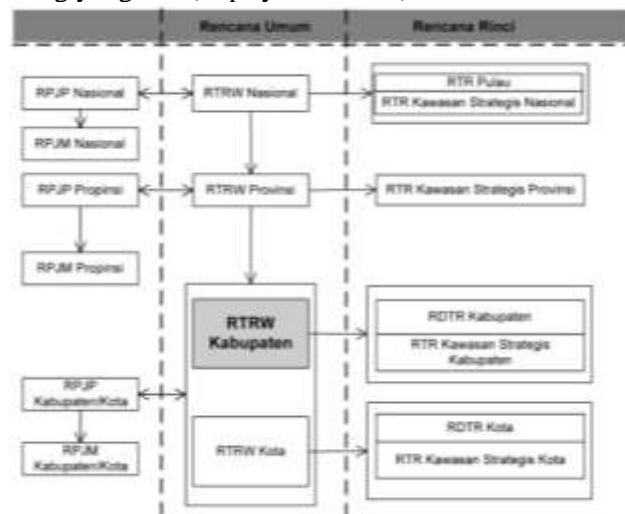 Rencana Umum
Rencana Rinci
RPJP Nasional
RTRW Nasional
RTR Pulau
RTR Kawasan Strategis Nasional
RPJM Nasional
RPJP Propinsi
RTRW Provinsi
RTR Kawasan Strategis Provinsi
RPJM Propinsi
RTRW
Kabupaten
RDTR Kabupaten
RTR Kawasan Strategis
Kabupaten
RPJP
Kabupaten/Kota
RPJM
Kabupaten/Kota
RTRW Kota
RDTR Kota
RTR Kawasan Strategis Kota